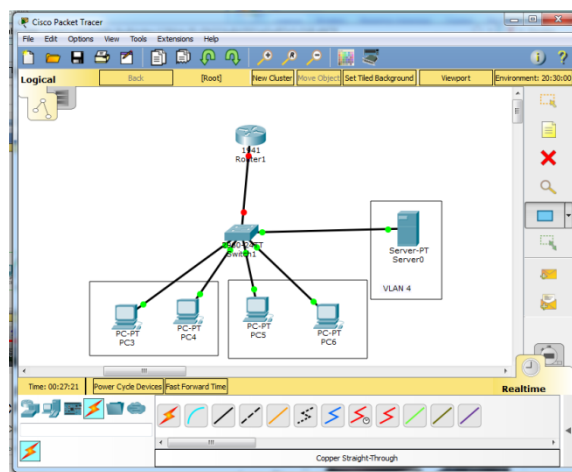 Cisco Packet Tracer
File Edit Options View Tools Extensions Help
Logical Back [Root] New Cluster Move Object Set Tiled Background Viewport Environment: 20:30:00
1941
Router1
Switch1
Server-PT
Server0
VLAN 4
PC-PT
PC3
PC-PT
PC4
PC-PT
PC5
PC-PT
PC6
Time: 00:27:21 Power Cycle Devices Fast Forward Time Realtime
Copper Straight-Through